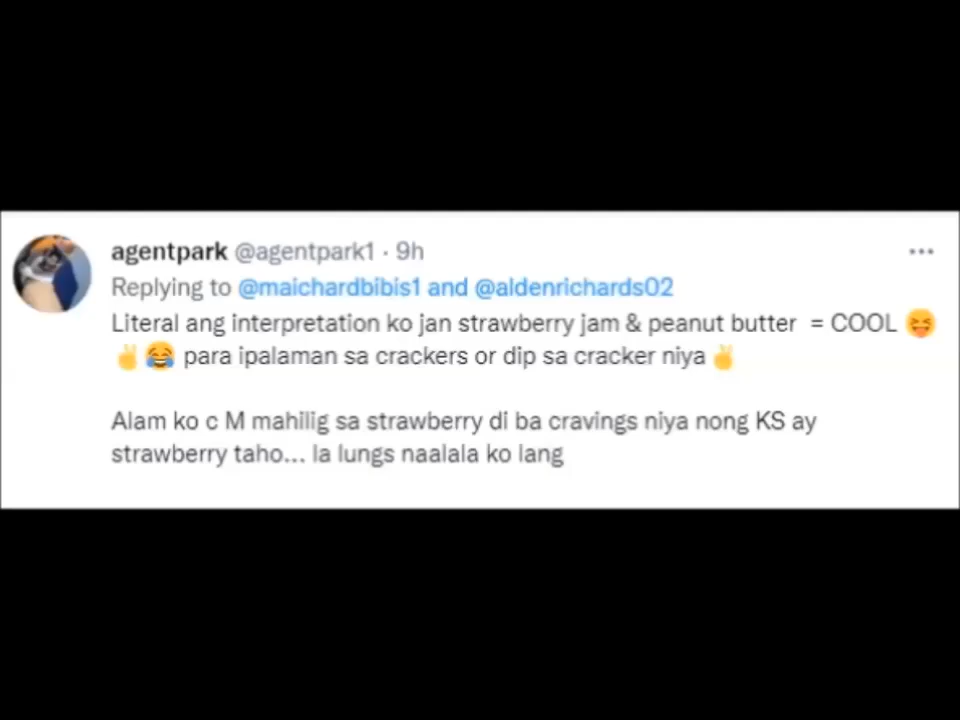 agentpark @agentpark1 · 9h
Replying to @maichardbibis1 and @aldenrichards02
Literal ang interpretation ko jan strawberry jam & peanut butter = COOL 😝
✌️😂 para ipalaman sa crackers or dip sa cracker niya ✌️
Alam ko c M mahilig sa strawberry di ba cravings niya nong KS ay
strawberry taho... la lungs naalala ko lang